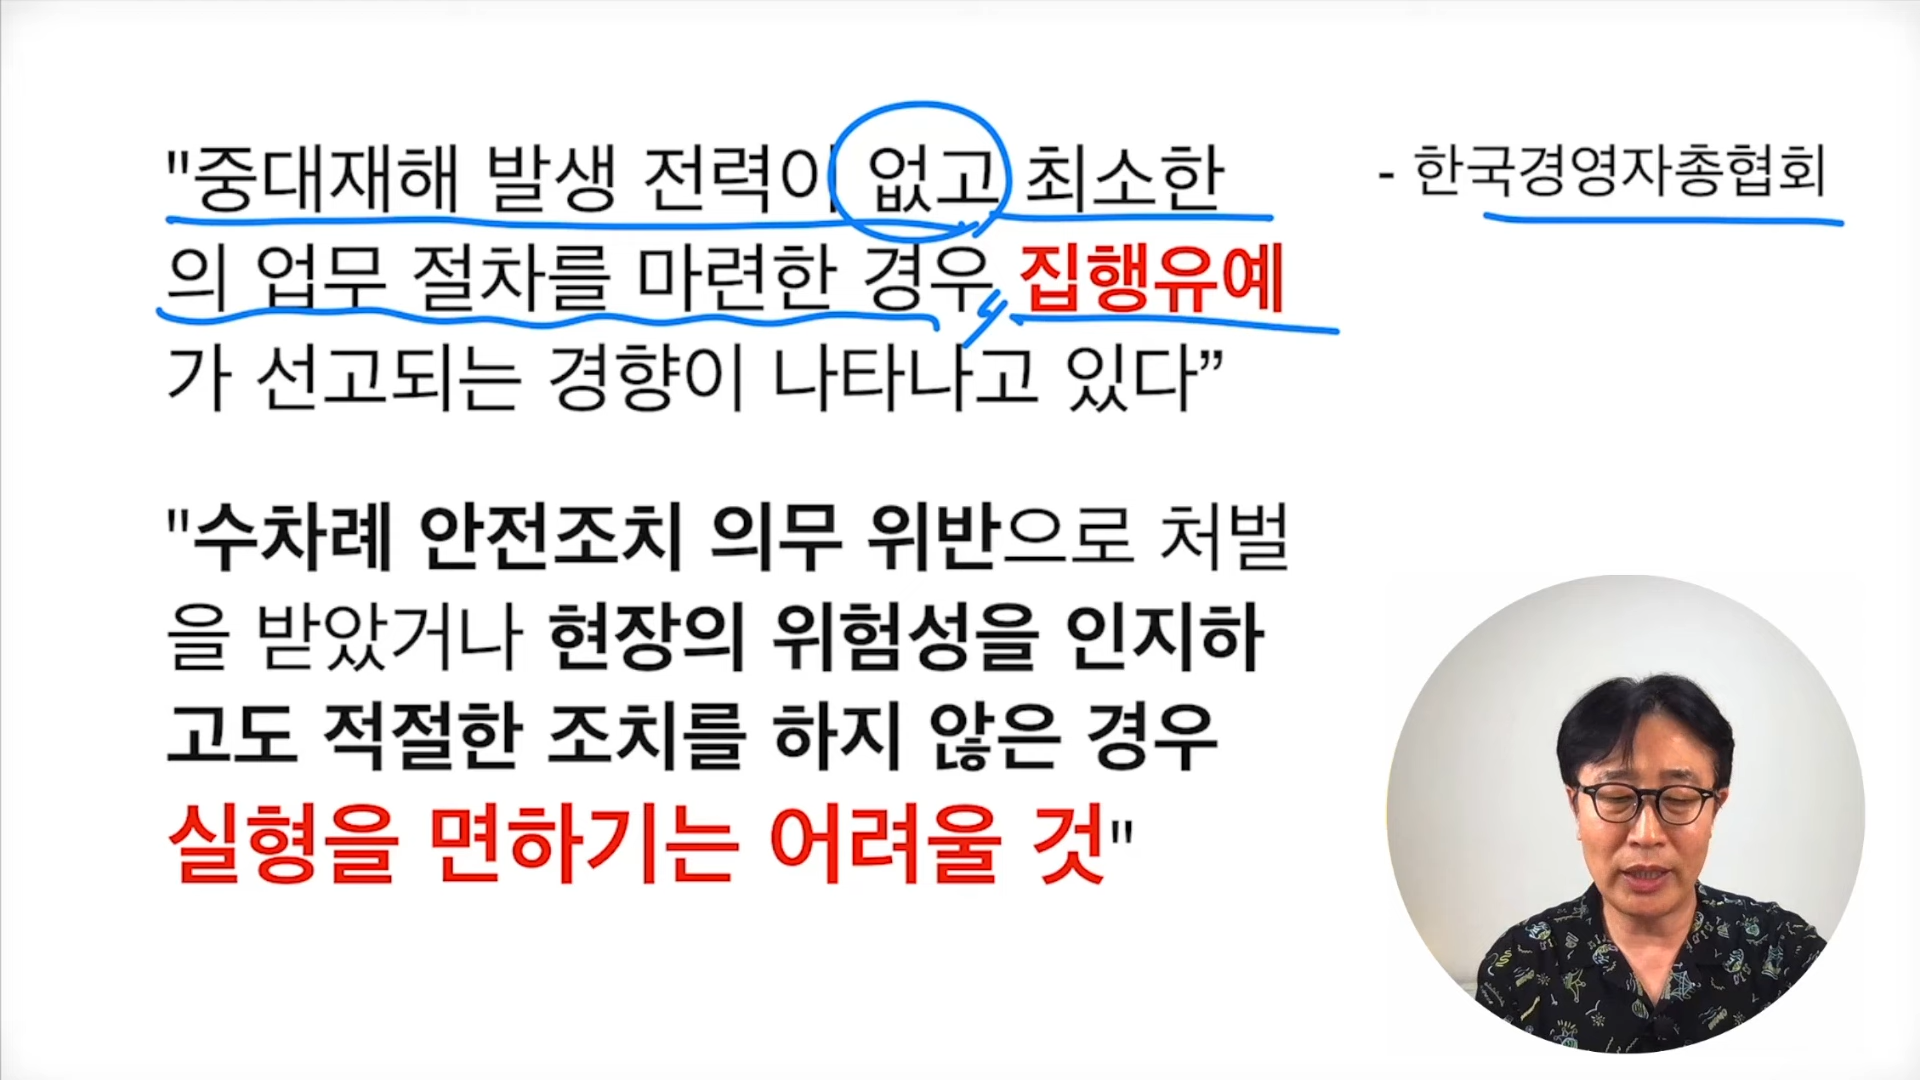 "중대재해 발생 전력이 없고 최소한
- 한국경영자총협회
의 업무 절차를 마련한 경우 집행유예
가 선고되는 경향이 나타나고 있다”
"수차례 안전조치 의무 위반으로 처벌
을 받았거나 현장의 위험성을 인지하
고도 적절한 조치를 하지 않은 경우
실형을 면하기는 어려울 것"